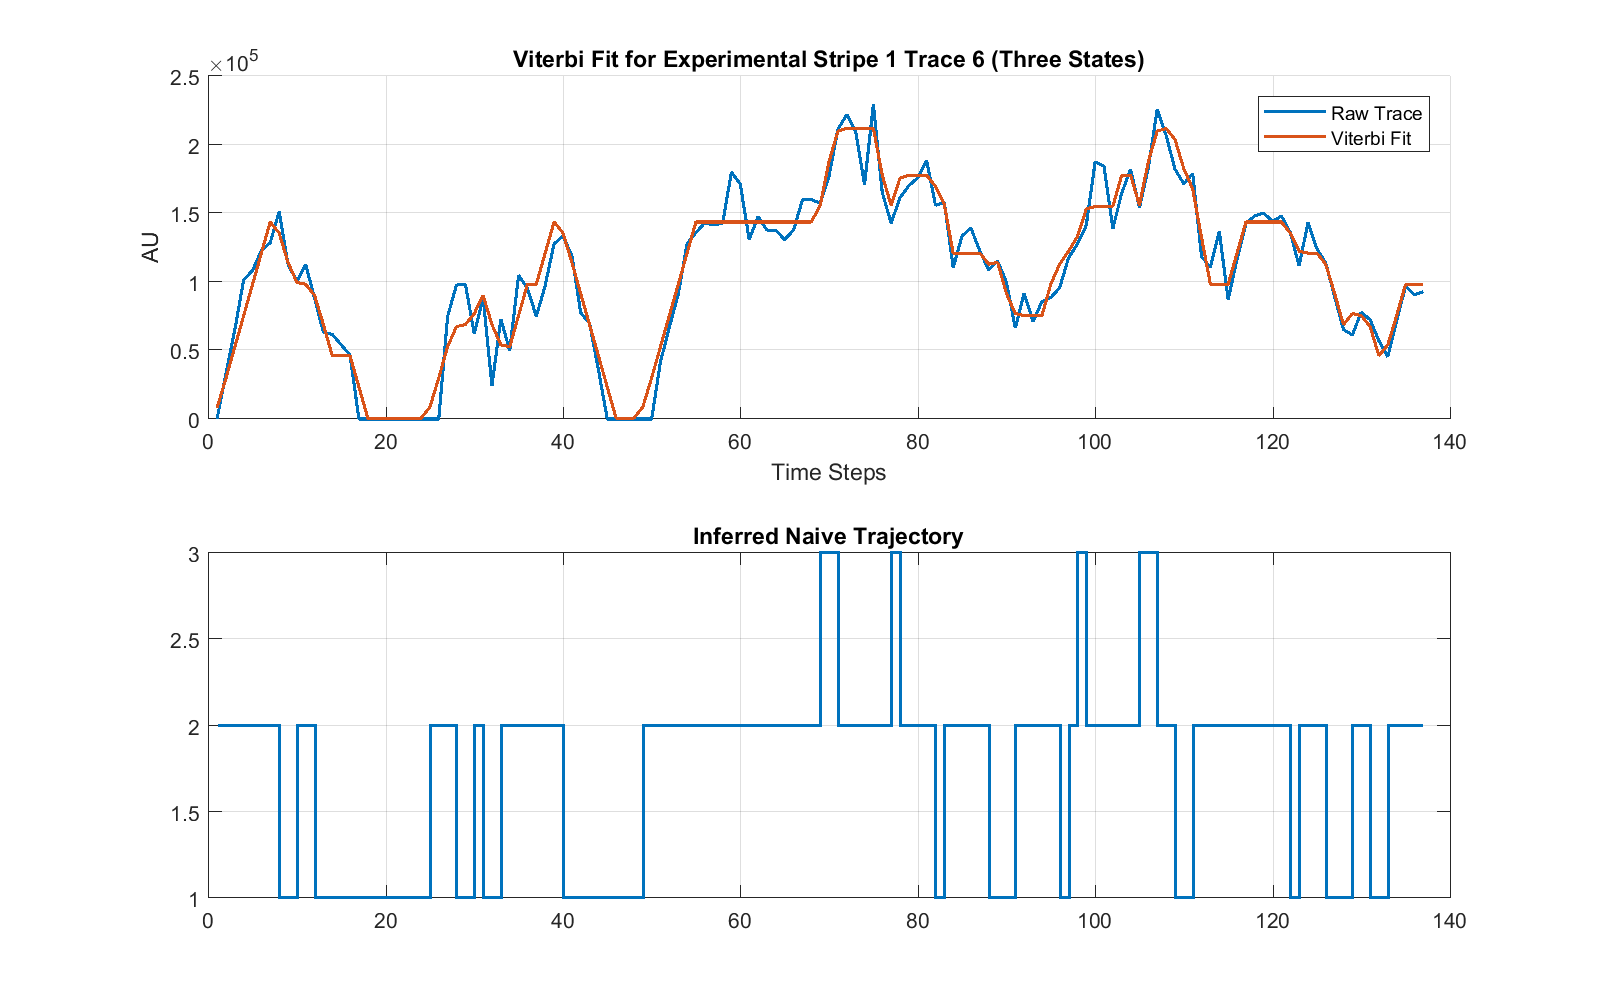 Viterbi Fit for Experimental Stripe 1 Trace 6 (Three States)
×10^5
2.5
2
1.5
1
0.5
0
AU
Raw Trace
Viterbi Fit
0 20 40 60 80 100 120 140
Time Steps
Inferred Naive Trajectory
3
2.5
2
1.5
1
0 20 40 60 80 100 120 140